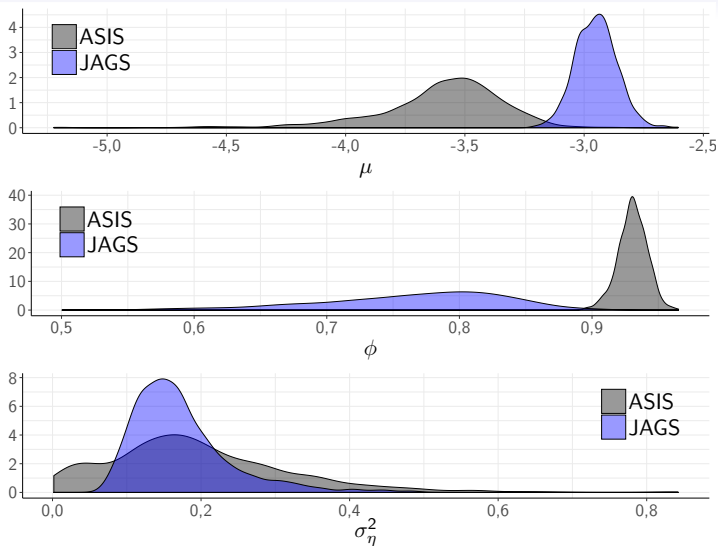 4
3
2
1
0
ASIS
JAGS
-5,0 -4,5 -4,0 -3,5 -3,0 -2,5
μ
40
30
20
10
0
ASIS
JAGS
0,5 0,6 0,7 0,8 0,9
ϕ
8
6
4
2
0
ASIS
JAGS
0,0 0,2 0,4 0,6 0,8
σ²η